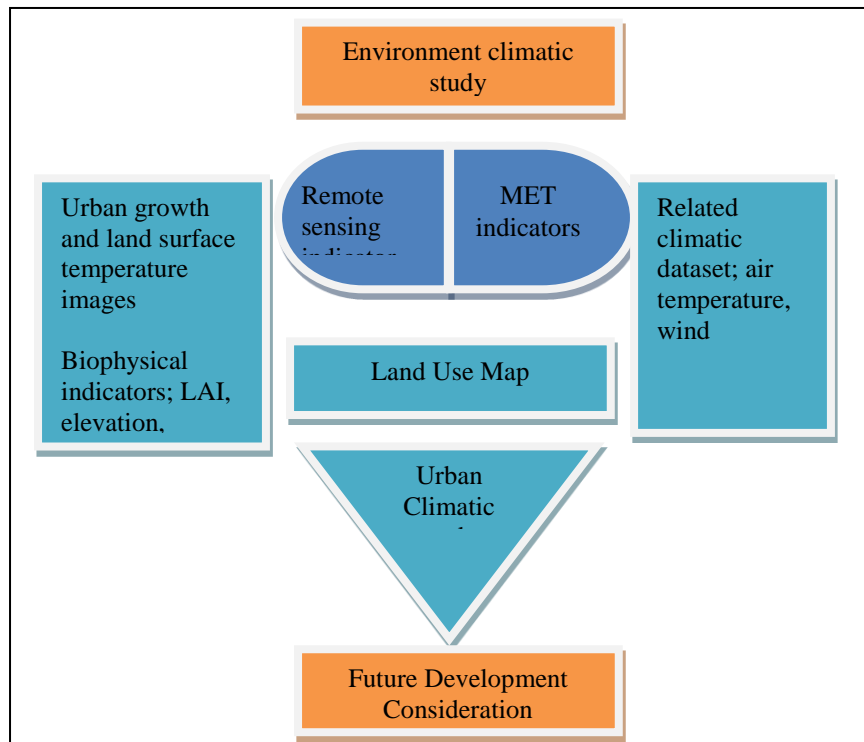 Environment climatic
study
Remote
sensing
indicator
MET
indicators
Urban growth
and land surface
temperature
images
Biophysical
indicators; LAI,
elevation,
Related
climatic
dataset; air
temperature,
wind
Land Use Map
Urban
Climatic
Future Development
Consideration